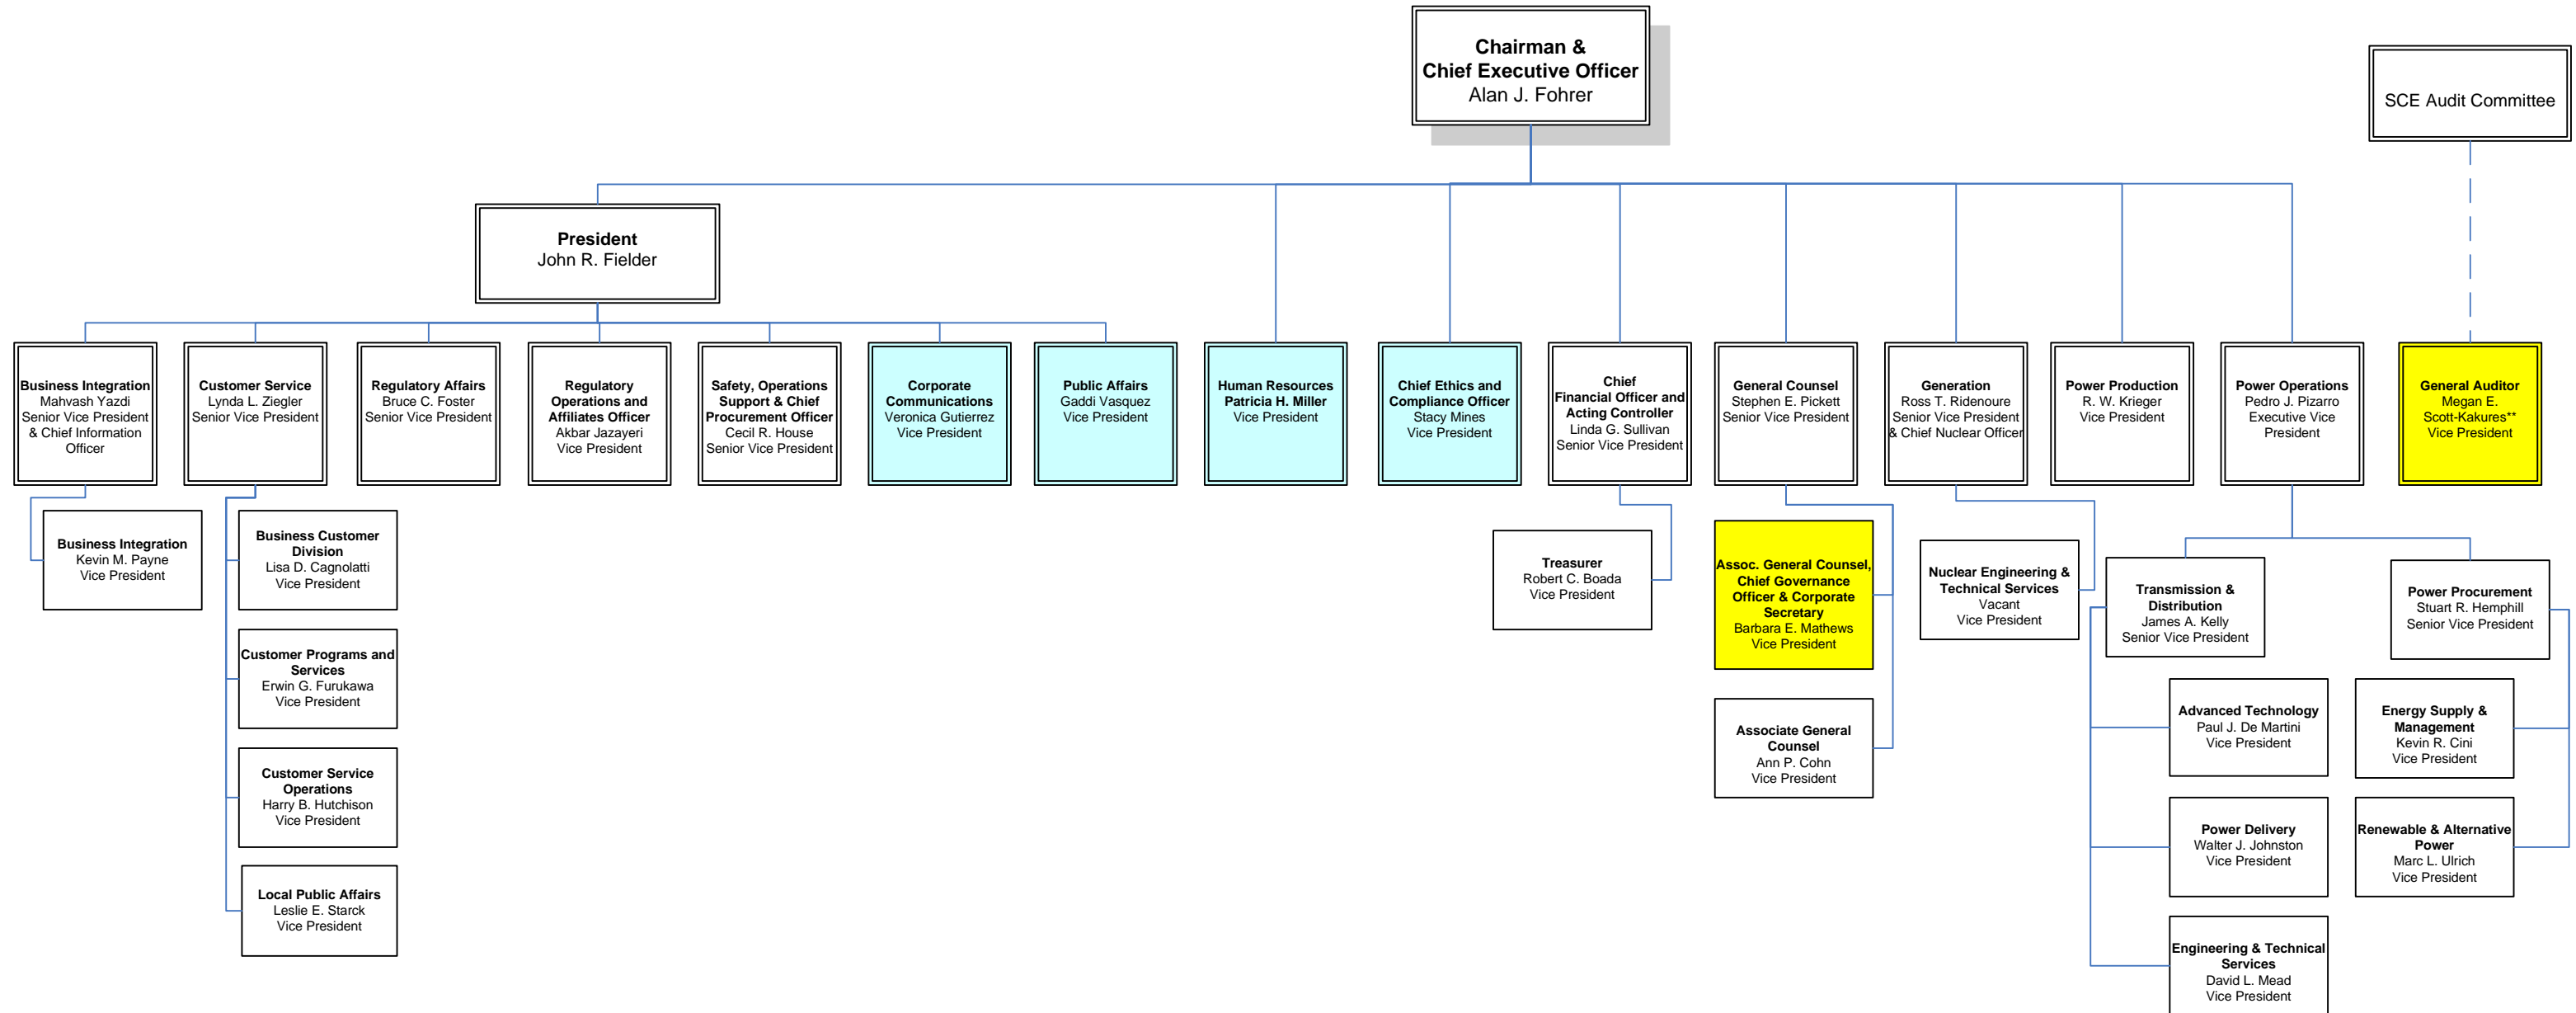 Chairman &
Chief Executive Officer
Alan J. Fohrer
SCE Audit Committee
President
John R. Fielder
Business Integration
Mahvash Yazdi
Senior Vice President
& Chief Information
Officer
Customer Service
Lynda L. Ziegler
Senior Vice President
Regulatory Affairs
Bruce C. Foster
Senior Vice President
Regulatory
Operations and
Affiliates Officer
Akbar Jazayeri
Vice President
Safety, Operations
Support & Chief
Procurement Officer
Cecil R. House
Senior Vice President
Corporate
Communications
Veronica Gutierrez
Vice President
Public Affairs
Gaddi Vasquez
Vice President
Human Resources
Patricia H. Miller
Vice President
Chief Ethics and
Compliance Officer
Stacy Mines
Vice President
Chief
Financial Officer and
Acting Controller
Linda G. Sullivan
Senior Vice President
General Counsel
Stephen E. Pickett
Senior Vice President
Generation
Ross T. Ridenoure
Senior Vice President
& Chief Nuclear Officer
Power Production
R. W. Krieger
Vice President
Power Operations
Pedro J. Pizarro
Executive Vice
President
General Auditor
Megan E.
Scott-Kakures**
Vice President
Business Integration
Kevin M. Payne
Vice President
Business Customer
Division
Lisa D. Cagnolatti
Vice President
Customer Programs and
Services
Erwin G. Furukawa
Vice President
Customer Service
Operations
Harry B. Hutchison
Vice President
Local Public Affairs
Leslie E. Starck
Vice President
Treasurer
Robert C. Boada
Vice President
Assoc. General Counsel,
Chief Governance
Officer & Corporate
Secretary
Barbara E. Mathews
Vice President
Associate General
Counsel
Ann P. Cohn
Vice President
Nuclear Engineering &
Technical Services
Vacant
Vice President
Transmission &
Distribution
James A. Kelly
Senior Vice President
Power Procurement
Stuart R. Hemphill
Senior Vice President
Advanced Technology
Paul J. De Martini
Vice President
Energy Supply &
Management
Kevin R. Cini
Vice President
Power Delivery
Walter J. Johnston
Vice President
Renewable & Alternative
Power
Marc L. Ulrich
Vice President
Engineering & Technical
Services
David L. Mead
Vice President